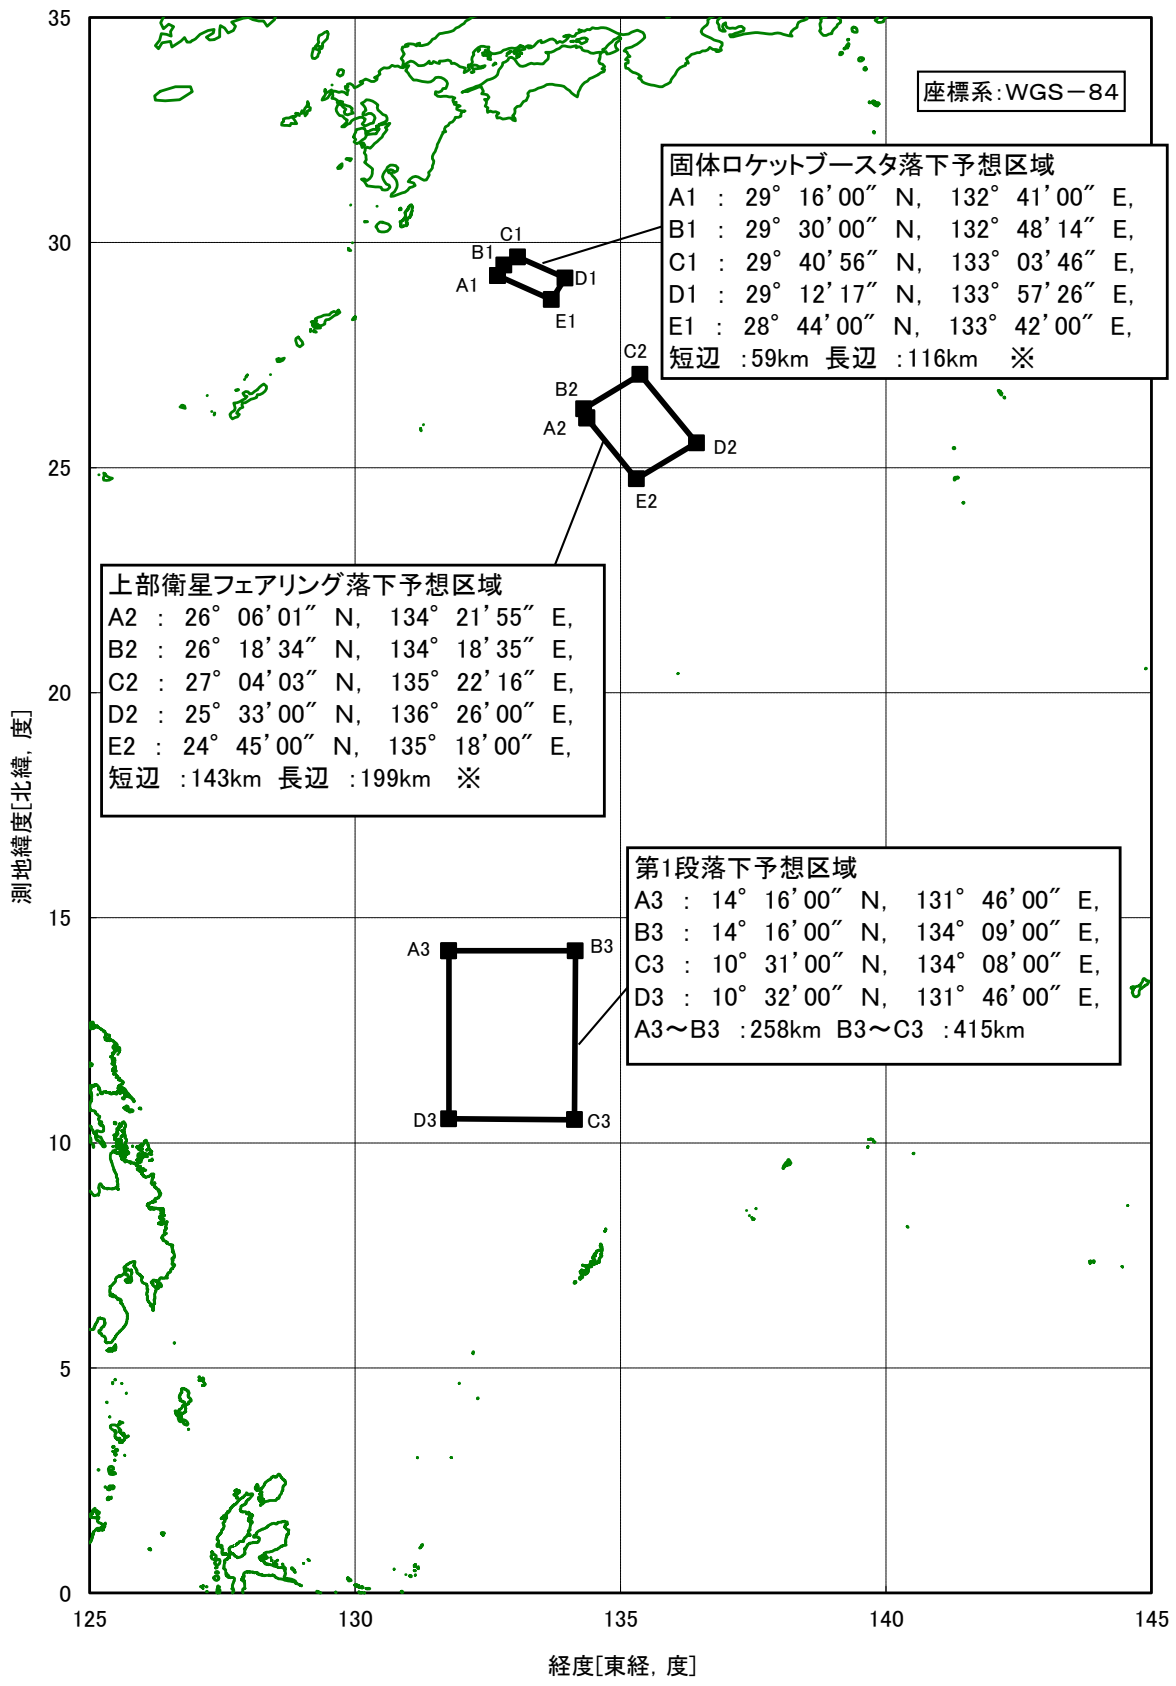 35
30
25
20
15
10
5
0
125
130
135
140
145
測地緯度[北緯, 度]
経度[東経, 度]
座標系:WGS-84
固体ロケットブースタ落下予想区域
A1 : 29° 16'00" N, 132° 41'00" E,
B1 : 29° 30'00" N, 132° 48'14" E,
C1 : 29° 40'56" N, 133° 03'46" E,
D1 : 29° 12'17" N, 133° 57'26" E,
E1 : 28° 44'00" N, 133° 42'00" E,
短辺 :59km 長辺 :116km ※
C1
B1
A1
D1
E1
C2
B2
A2
D2
E2
上部衛星フェアリング落下予想区域
A2 : 26° 06'01" N, 134° 21'55" E,
B2 : 26° 18'34" N, 134° 18'35" E,
C2 : 27° 04'03" N, 135° 22'16" E,
D2 : 25° 33'00" N, 136° 26'00" E,
E2 : 24° 45'00" N, 135° 18'00" E,
短辺 :143km 長辺 :199km ※
第1段落下予想区域
A3 : 14° 16'00" N, 131° 46'00" E,
B3 : 14° 16'00" N, 134° 09'00" E,
C3 : 10° 31'00" N, 134° 08'00" E,
D3 : 10° 32'00" N, 131° 46'00" E,
A3～B3 :258km B3～C3 :415km
A3
B3
D3
C3